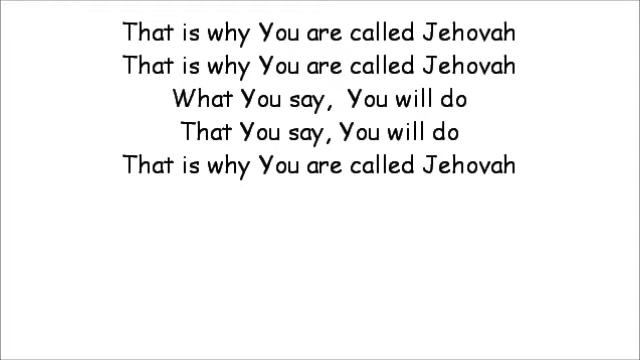 That is why You are called Jehovah
That is why You are called Jehovah
What You say, You will do
That You say, You will do
That is why You are called Jehovah